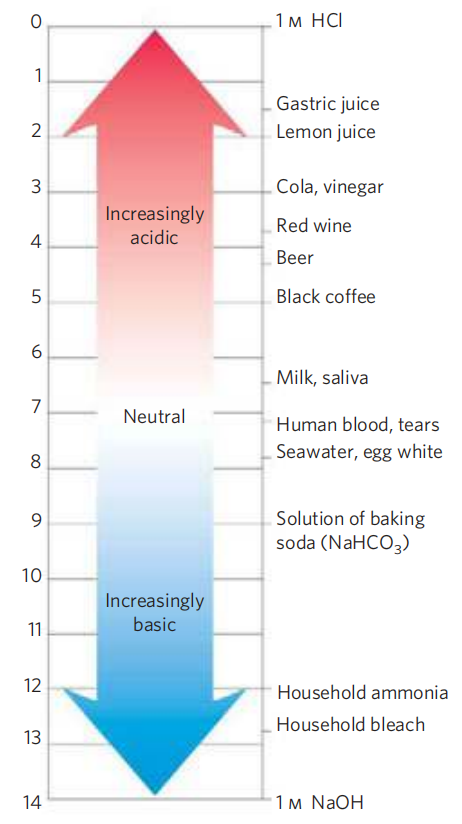 0
1 M HCl
1
Gastric juice
2
Lemon juice
3
Cola, vinegar
Increasingly
acidic
Red wine
4
Beer
5
Black coffee
6
Milk, saliva
7
Neutral
Human blood, tears
Seawater, egg white
8
9
Solution of baking
soda (NaHCO₃)
10
Increasingly
basic
11
12
Household ammonia
Household bleach
13
14
1 M NaOH